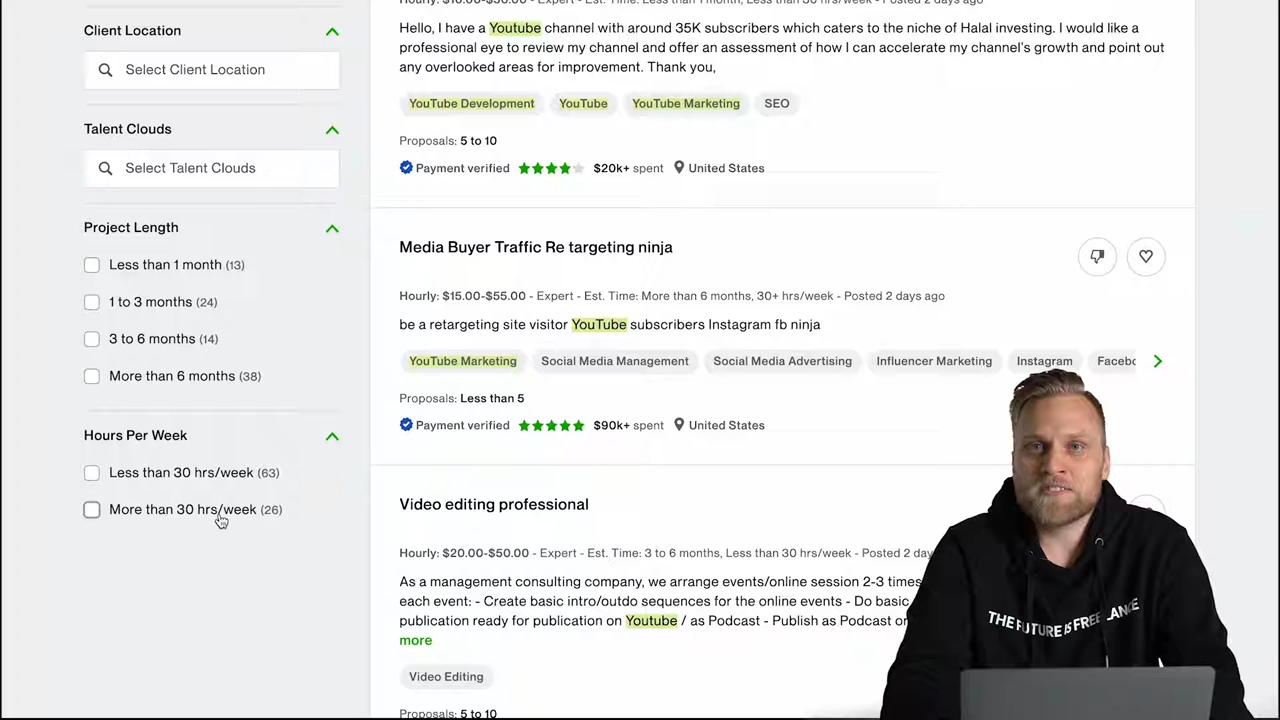 Client Location
Select Client Location
Talent Clouds
Select Talent Clouds
Project Length
Less than 1 month (13)
1 to 3 months (24)
3 to 6 months (14)
More than 6 months (38)
Hours Per Week
Less than 30 hrs/week (63)
More than 30 hrs/week (26)
Hello, I have a Youtube channel with around 35K subscribers which caters to the niche of Halal investing. I would like a
professional eye to review my channel and offer an assessment of how I can accelerate my channel's growth and point out
any overlooked areas for improvement. Thank you,
YouTube Development YouTube YouTube Marketing SEO
Proposals: 5 to 10
Payment verified $20k+ spent United States
Media Buyer Traffic Re targeting ninja
Hourly: $15.00-$55.00 - Expert - Est. Time: More than 6 months, 30+ hrs/week - Posted 2 days ago
be a retargeting site visitor YouTube subscribers Instagram fb ninja
YouTube Marketing Social Media Management Social Media Advertising Influencer Marketing Instagram Facebo
Proposals: Less than 5
Payment verified $90k+ spent United States
Video editing professional
Hourly: $20.00-$50.00 - Expert - Est. Time: 3 to 6 months, Less than 30 hrs/week - Posted 2 day
As a management consulting company, we arrange events/online session 2-3 times
each event: - Create basic intro/outdo sequences for the online events - Do basic
publication ready for publication on Youtube / as Podcast - Publish as Podcast or
more
Video Editing
Proposals: 5 to 10
THE FUTURE IS FREELANCE